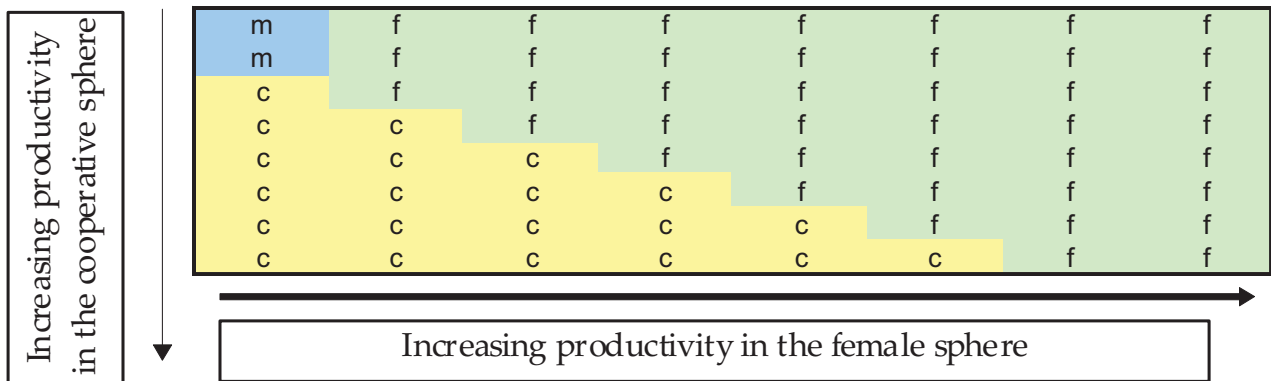 Increasing productivity
in the cooperative sphere
m f f f f f f f
m f f f f f f f
c f f f f f f f
c c f f f f f f
c c c f f f f f
c c c c f f f f
c c c c c f f f
c c c c c c f f
Increasing productivity in the female sphere